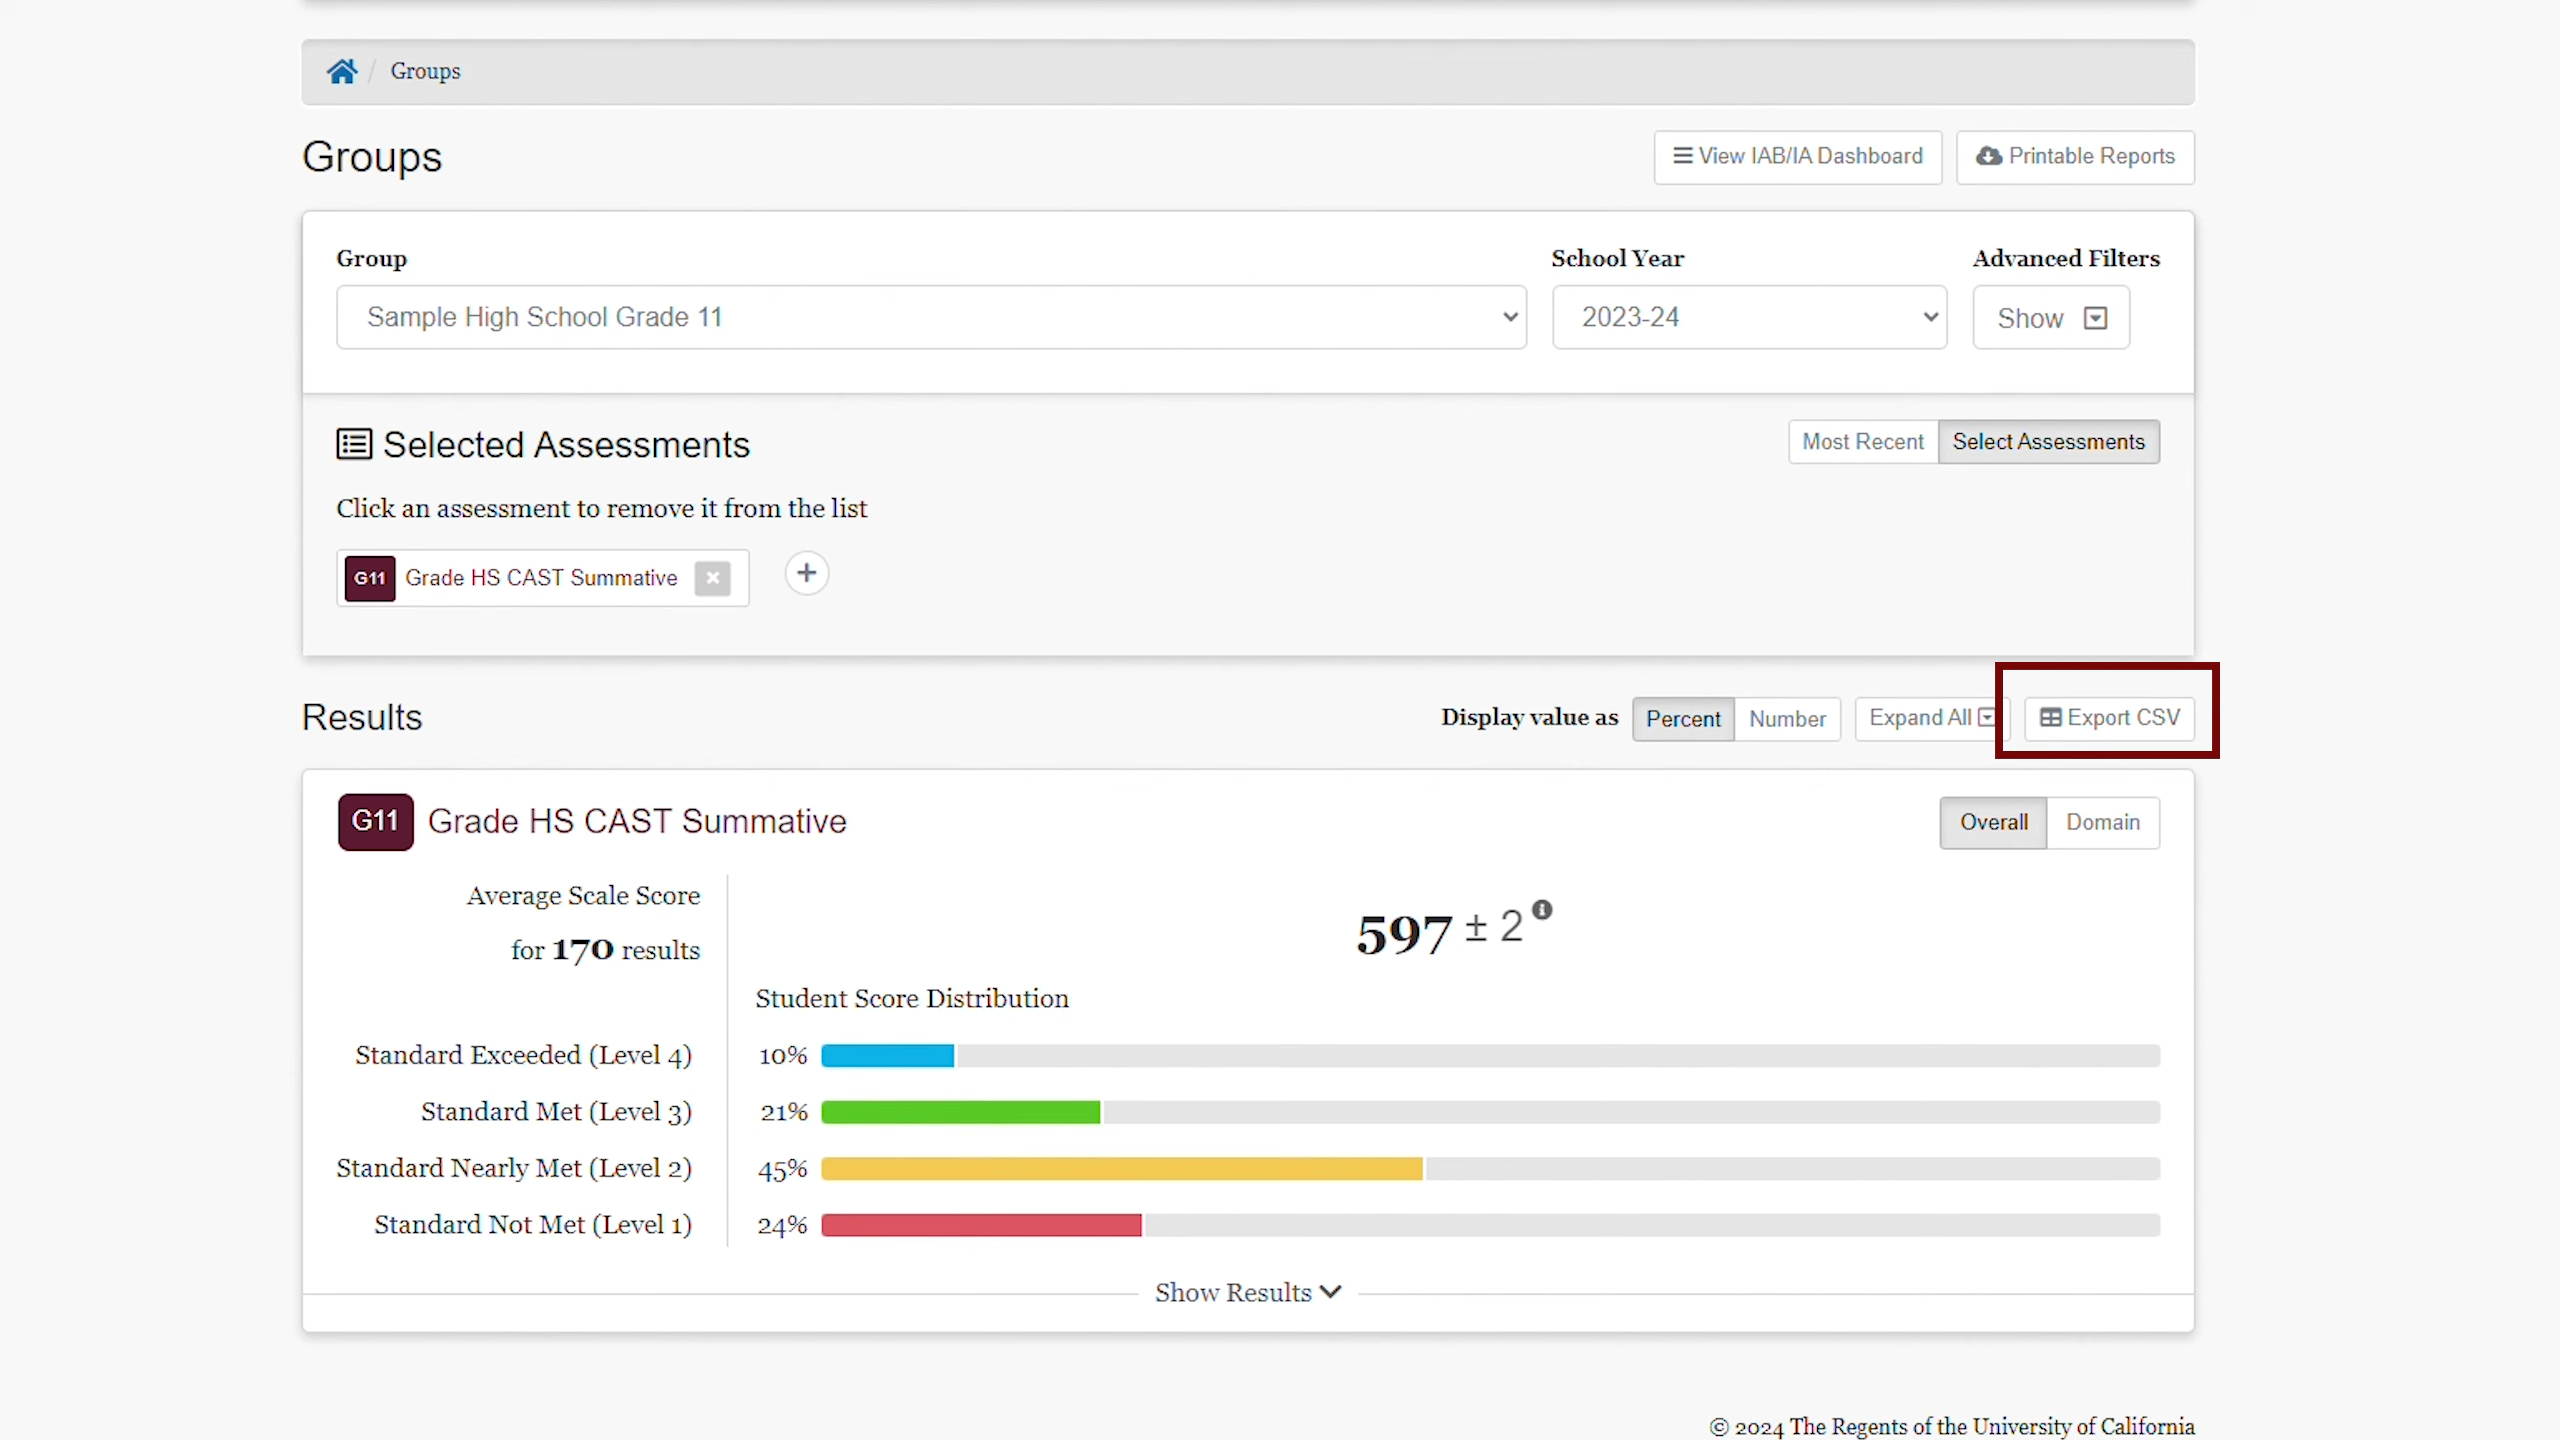 Groups
Groups
View IAB/IA Dashboard
Printable Reports
Group
School Year
Advanced Filters
Sample High School Grade 11
2023-24
Show
Selected Assessments
Most Recent
Select Assessments
Click an assessment to remove it from the list
G11 Grade HS CAST Summative
Results
Display value as
Percent
Number
Expand All
Export CSV
G11 Grade HS CAST Summative
Overall
Domain
Average Scale Score
for 170 results
597 ± 2
Student Score Distribution
Standard Exceeded (Level 4) 10%
Standard Met (Level 3) 21%
Standard Nearly Met (Level 2) 45%
Standard Not Met (Level 1) 24%
Show Results
© 2024 The Regents of the University of California